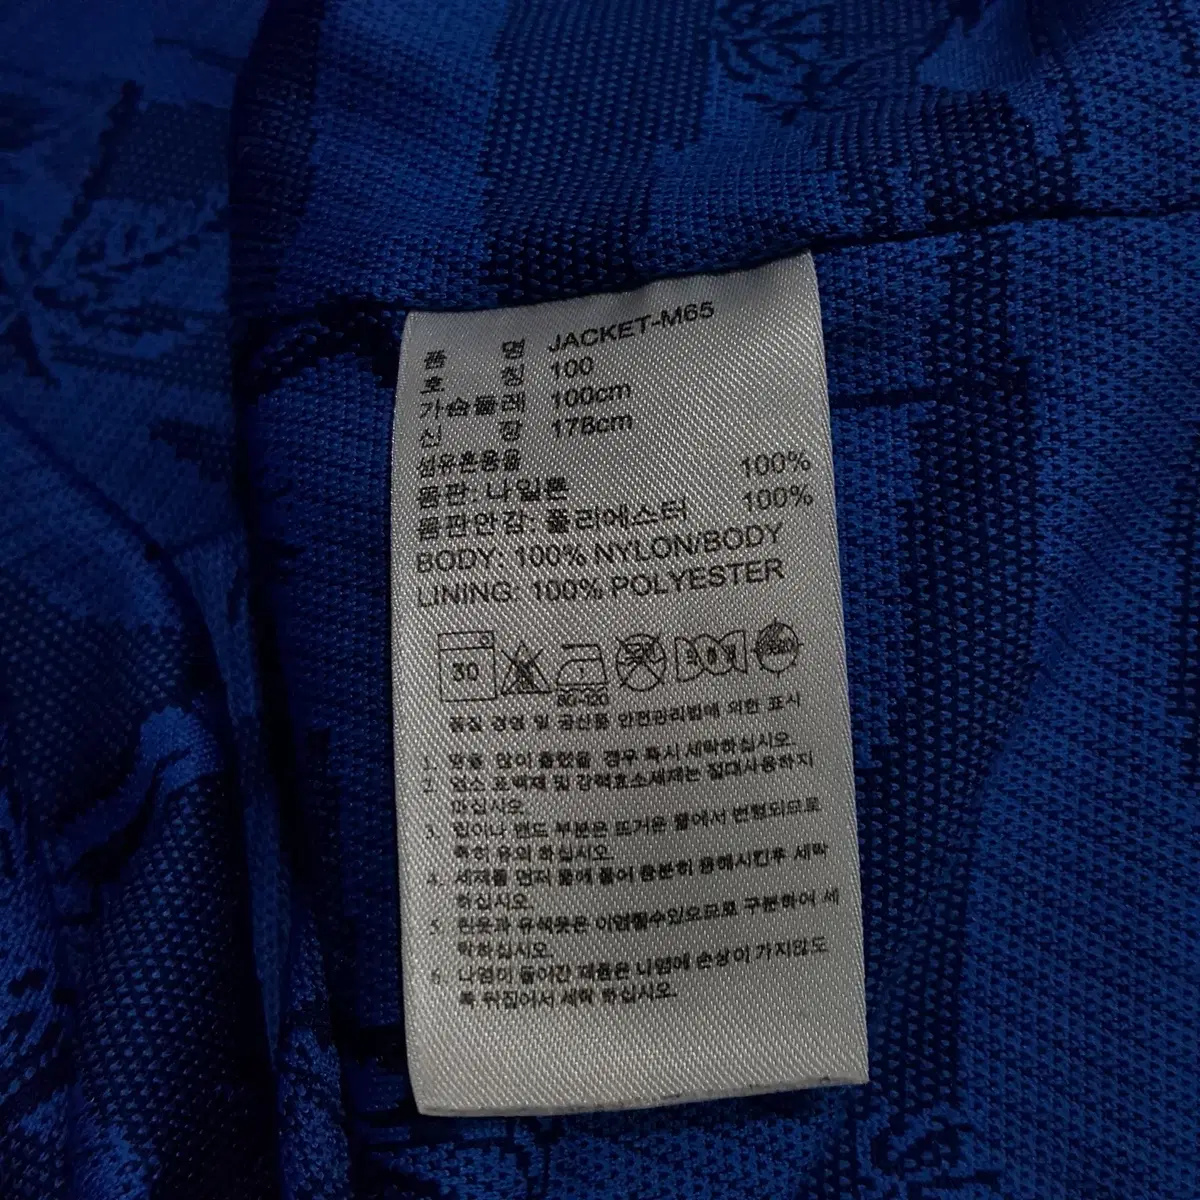 품 명 JACKET-M65
호 칭 100
가슴둘레 100cm
신 장 178cm
섬유혼용율
몸판: 나일론 100%
몸판안감: 폴리에스터 100%
BODY: 100% NYLON/BODY
LINING: 100% POLYESTER
30
80-120
품질 경영 및 공산품 안전관리법에 의한 표시
1. 땀을 많이 흘렸을 경우 즉시 세탁하십시오.
2. 염소 표백제 및 강력효소세제는 절대사용하지
마십시오.
3. 립이나 밴드 부분은 뜨거운 물에서 변형되므로
특히 유의 하십시오.
4. 세제를 먼저 물에 풀어 충분히 용해시킨후 세탁
하십시오.
5. 흰옷과 유색옷은 이염될수있으므로 구분하여 세
탁하십시오.
6. 나염이 들어간 제품은 나염에 손상이 가지않도
록 뒤집어서 세탁 하십시오.